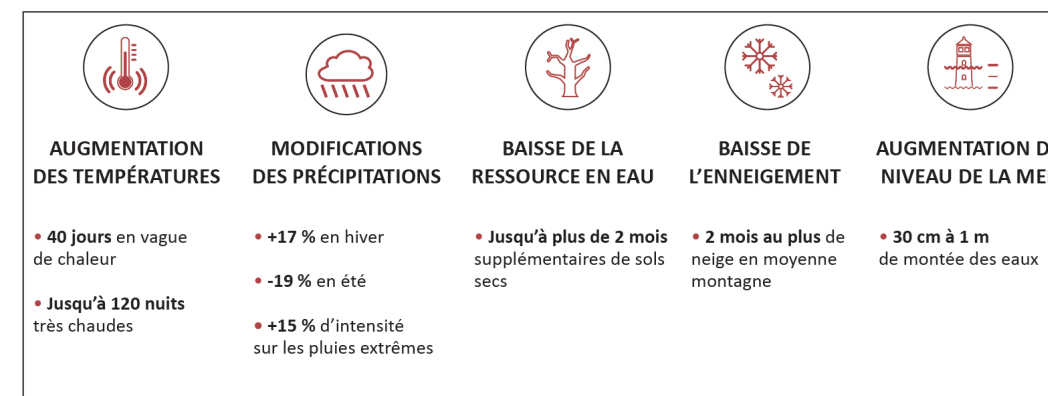 AUGMENTATION
DES TEMPÉRATURES
• 40 jours en vague
de chaleur
• Jusqu'à 120 nuits
très chaudes
MODIFICATIONS
DES PRÉCIPITATIONS
• +17 % en hiver
• -19 % en été
• +15 % d'intensité
sur les pluies extrêmes
BAISSE DE LA
RESSOURCE EN EAU
• Jusqu'à plus de 2 mois
supplémentaires de sols
secs
BAISSE DE
L'ENNEIGEMENT
• 2 mois au plus de
neige en moyenne
montagne
AUGMENTATION D
NIVEAU DE LA ME
• 30 cm à 1 m
de montée des eaux